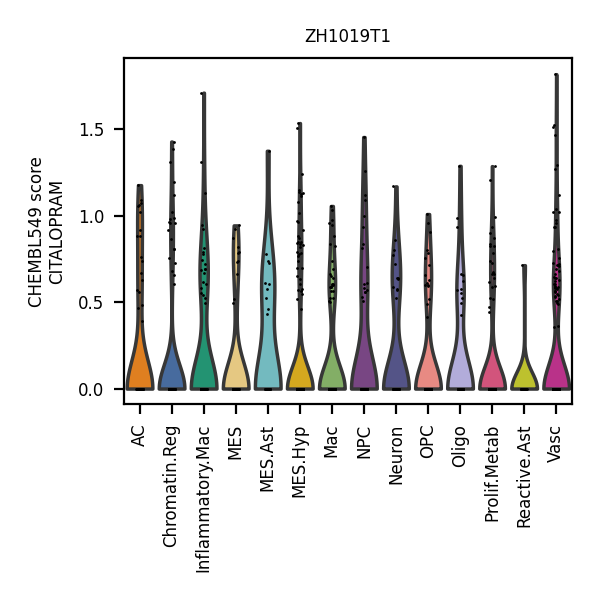 ZH1019T1
CHEMBL549 score
CITALOPRAM
1.5
1.0
0.5
0.0
AC
Chromatin.Reg
Inflammatory.Mac
MES
MES.Ast
MES.Hyp
Mac
NPC
Neuron
OPC
Oligo
Prolif.Metab
Reactive.Ast
Vasc